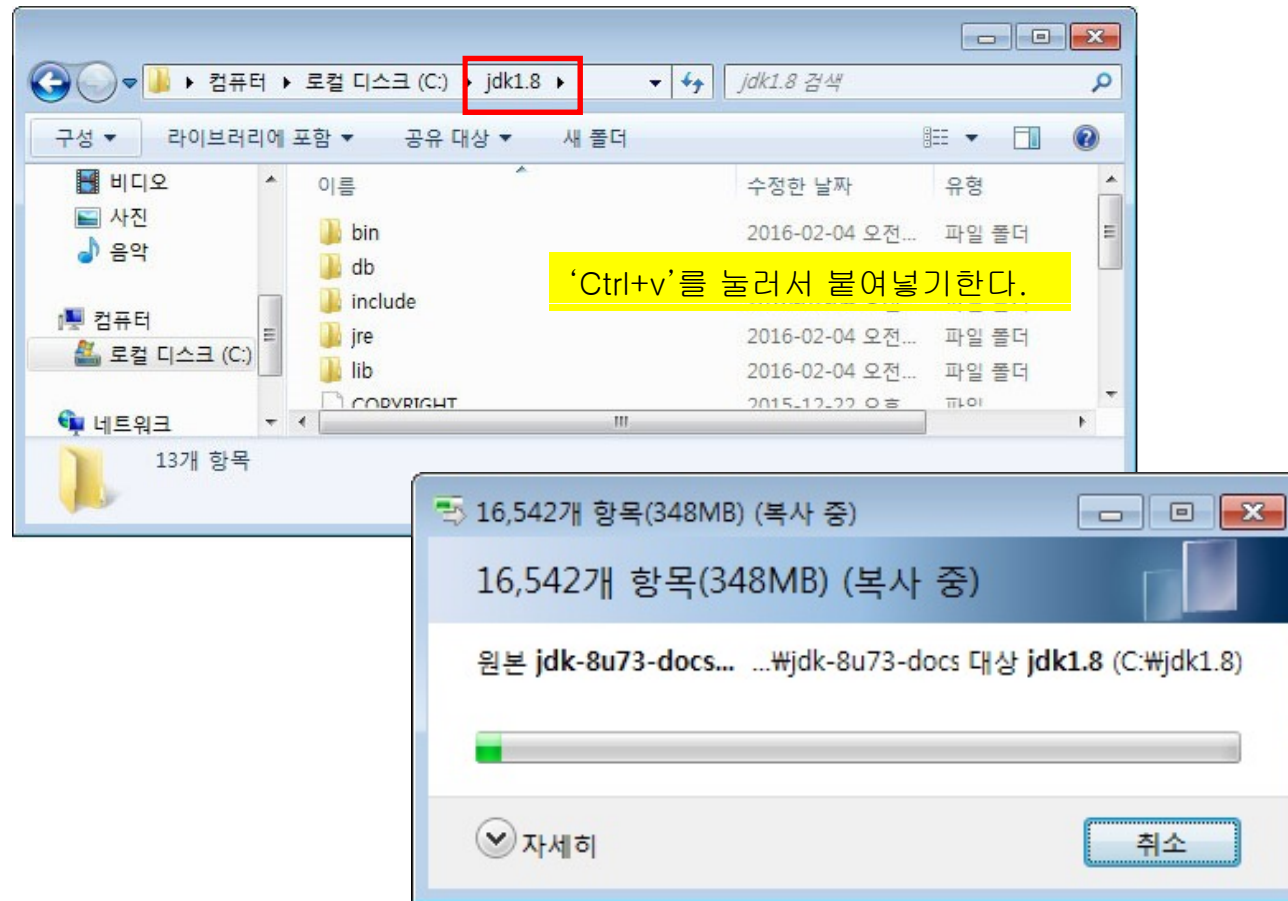 컴퓨터 ▸ 로컬 디스크 (C:) ▸ jdk1.8 ▸
jdk1.8 검색
구성 라이브러리에 포함 공유 대상 새 폴더
비디오
사진
음악
컴퓨터
로컬 디스크 (C:)
네트워크
이름 수정한 날짜 유형
bin 2016-02-04 오전... 파일 폴더
db
include
jre 2016-02-04 오전... 파일 폴더
lib 2016-02-04 오전... 파일 폴더
COPYRIGHT 2015-12-22 오후 파일
‘Ctrl+v’를 눌러서 붙여넣기한다.
13개 항목
16,542개 항목(348MB) (복사 중)
16,542개 항목(348MB) (복사 중)
원본 jdk-8u73-docs... ...₩jdk-8u73-docs 대상 jdk1.8 (C:₩jdk1.8)
자세히
취소